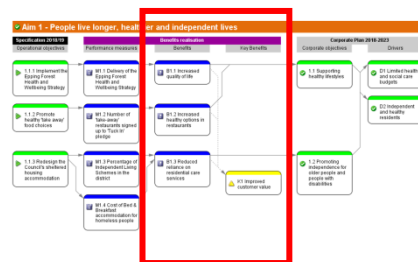 Aim 1 - People live longer, healthier and independent lives
Specification 2018/19
Benefits realisation
Corporate Plan 2018-2023
Operational objectives
Performance measures
Benefits
Key Benefits
Corporate objectives
Drivers
1.1.1 Implement the
Epping Forest
Health and
Wellbeing Strategy
M1.1 Delivery of the
Epping Forest
Health and
Wellbeing Strategy
B1.1 Increased
quality of life
1.1 Supporting
healthy lifestyles
D1 Limited health
and social care
budgets
1.1.2 Promote
healthy 'take away'
food choices
M1.2 Number of
'take-away'
restaurants signed
up to 'Tuck In'
pledge
B1.2 Increased
healthy options in
restaurants
D2 Independent
and healthy
residents
1.1.3 Redesign the
Council's sheltered
housing
accommodation
M1.3 Percentage of
Independent Living
Schemes in the
district
B1.3 Reduced
reliance on
residential care
services
K1 Improved
customer value
1.2 Promoting
independence for
older people and
people with
disabilities
M1.4 Cost of Bed &
Breakfast
accommodation for
homeless people